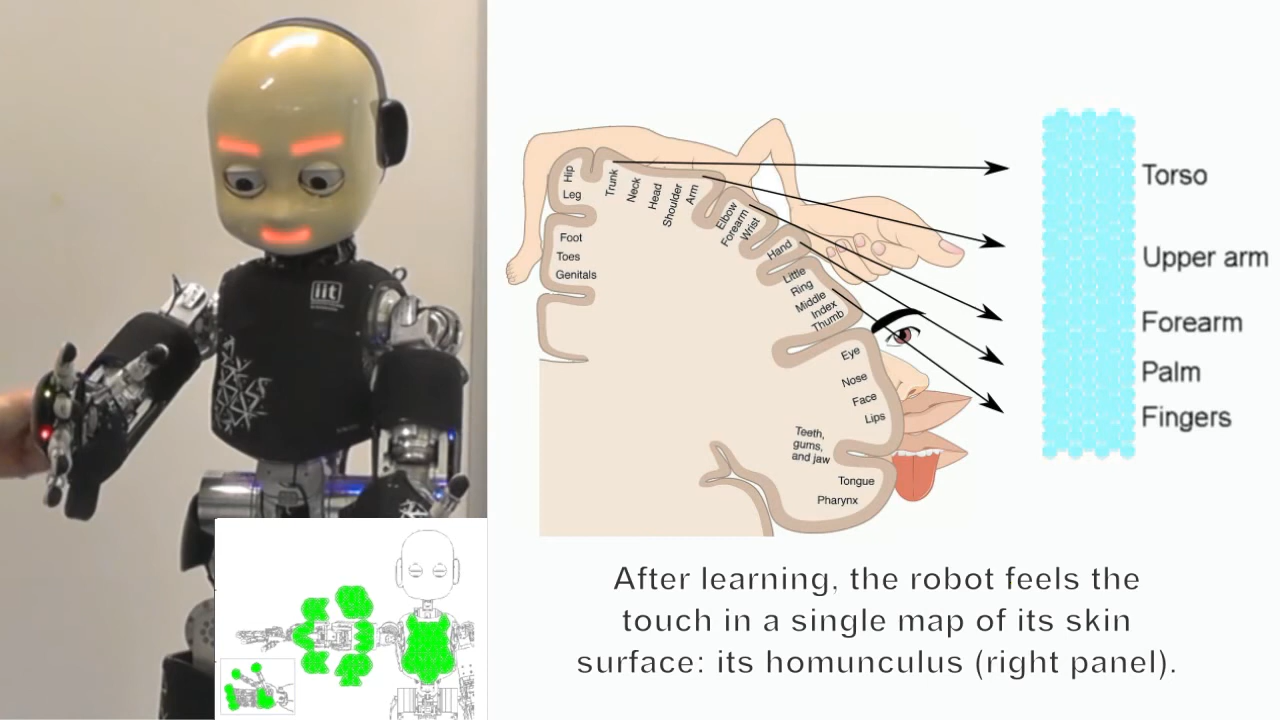 iit
Hip
Leg
Trunk
Neck
Head
Shoulder
Arm
Elbow
Forearm
Wrist
Hand
Little
Ring
Middle
Index
Thumb
Foot
Toes
Genitals
Eye
Nose
Face
Lips
Teeth,
gums,
and jaw
Tongue
Pharynx
Torso
Upper arm
Forearm
Palm
Fingers
After learning, the robot feels the
touch in a single map of its skin
surface: its homunculus (right panel).